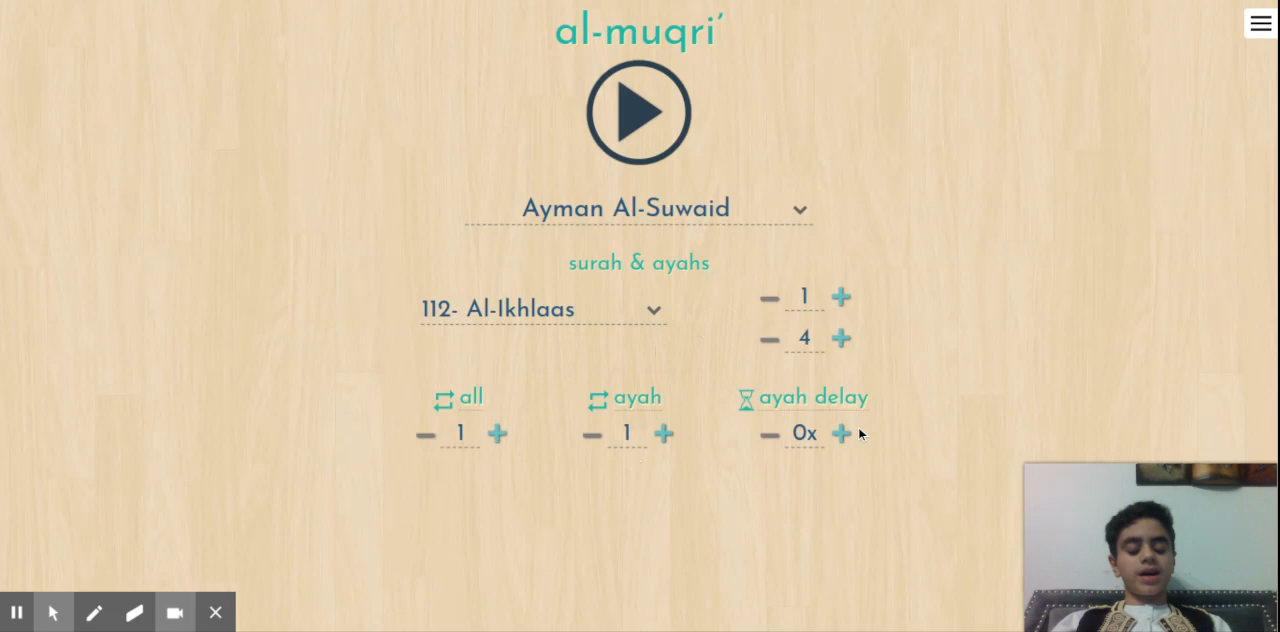 al-muqri’
Ayman Al-Suwaid
surah & ayahs
112- Al-Ikhlaas
1
4
all
ayah
ayah delay
1
1
0x